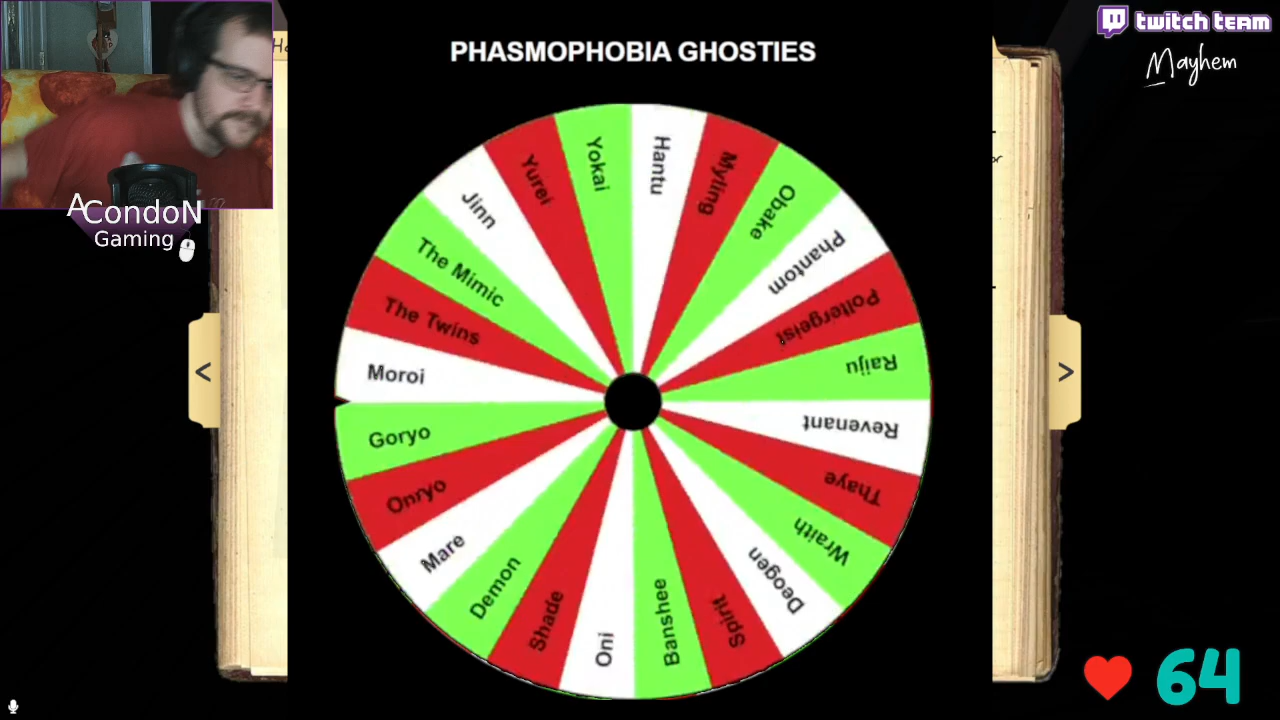 twitch team
Mayhem
PHASMOPHOBIA GHOSTIES
Ha
ACondoN
Gaming
Yokai
Hantu
Myling
Obake
Phantom
Poltergeist
Raiju
Revenant
Thaye
Wraith
Deogen
Spirit
Banshee
Oni
Shade
Demon
Mare
Onryo
Goryo
Moroi
The Twins
The Mimic
Jinn
Yurei
<
>
64